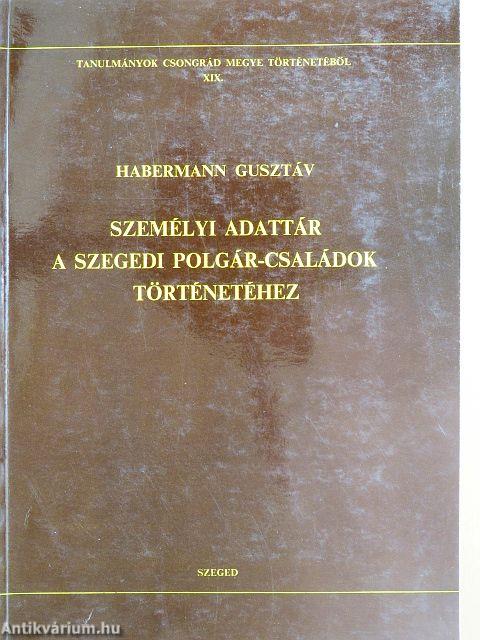 TANULMÁNYOK CSONGRÁD MEGYE TÖRTÉNETÉBŐL
XIX.
HABERMANN GUSZTÁV
SZEMÉLYI ADATTÁR
A SZEGEDI POLGÁR-CSALÁDOK
TÖRTÉNETÉHEZ
SZEGED
Antikvárium.hu